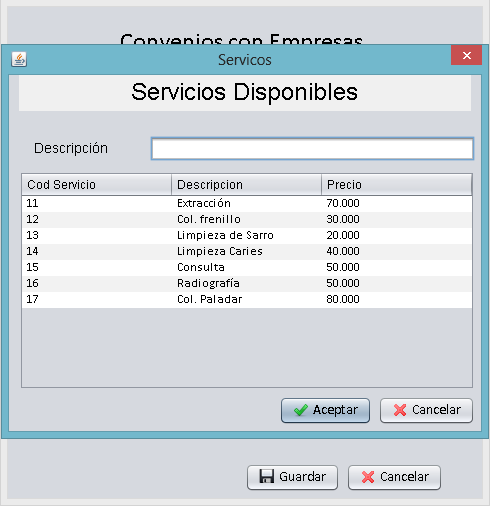 Convenios con Empresas
Servicos
Servicios Disponibles
Descripción
Cod Servicio Descripcion Precio
11 Extracción 70.000
12 Col. frenillo 30.000
13 Limpieza de Sarro 20.000
14 Limpieza Caries 40.000
15 Consulta 50.000
16 Radiografía 50.000
17 Col. Paladar 80.000
Aceptar Cancelar
Guardar Cancelar